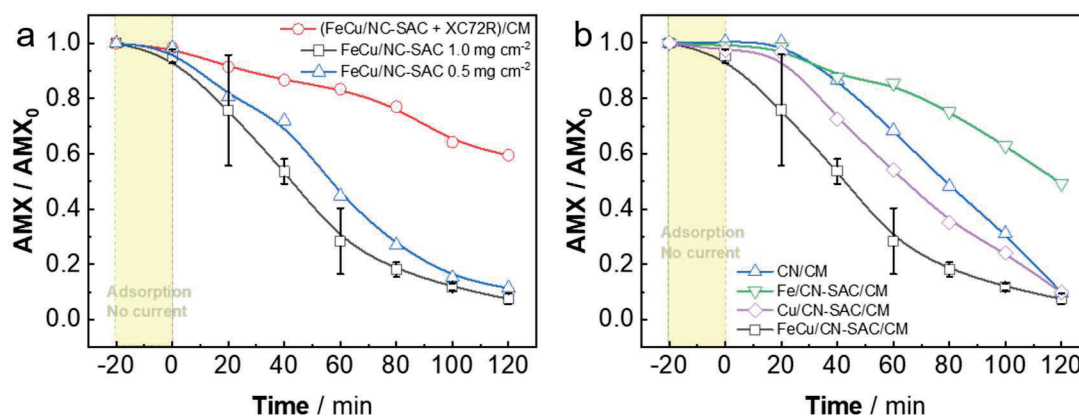 a
(FeCu/NC-SAC + XC72R)/CM
FeCu/NC-SAC 1.0 mg cm⁻²
FeCu/NC-SAC 0.5 mg cm⁻²
1.0
0.8
0.6
0.4
0.2
0.0
AMX / AMX₀
Adsorption
No current
-20 0 20 40 60 80 100 120
Time / min
b
1.0
0.8
0.6
0.4
0.2
0.0
AMX / AMX₀
Adsorption
No current
CN/CM
Fe/CN-SAC/CM
Cu/CN-SAC/CM
FeCu/CN-SAC/CM
-20 0 20 40 60 80 100 120
Time / min